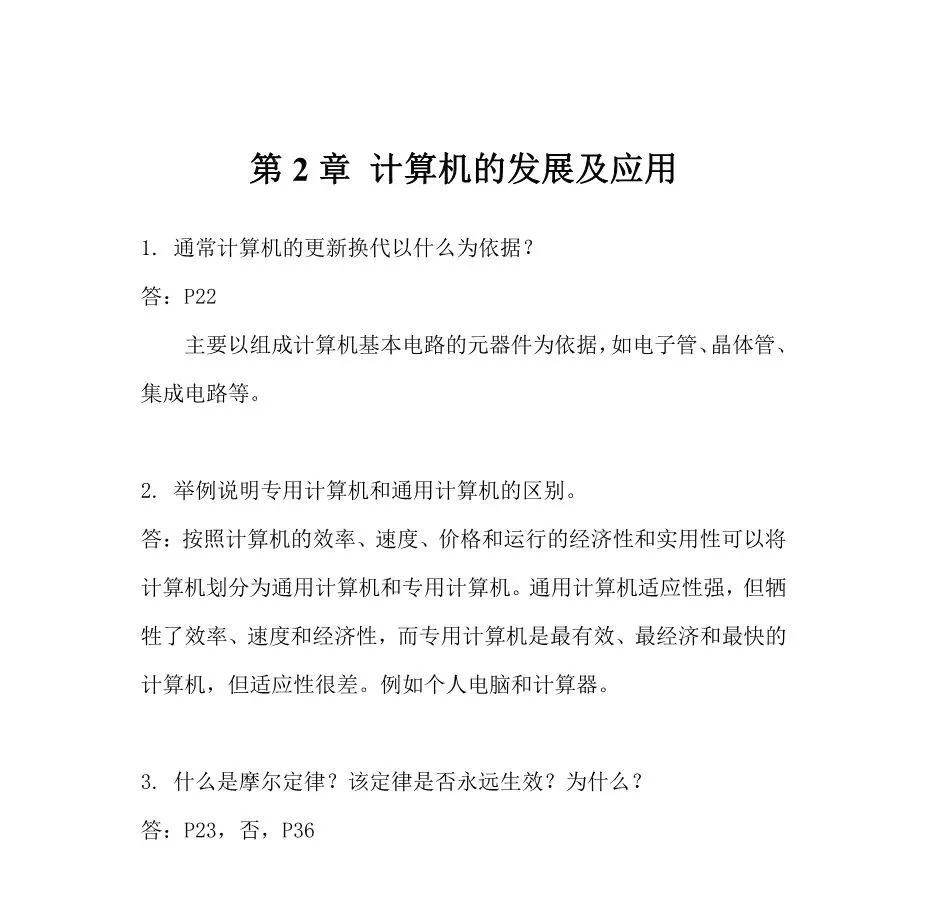 第 2 章 计算机的发展及应用
1. 通常计算机的更新换代以什么为依据？
答：P22
主要以组成计算机基本电路的元器件为依据，如电子管、晶体管、
集成电路等。
2. 举例说明专用计算机和通用计算机的区别。
答：按照计算机的效率、速度、价格和运行的经济性和实用性可以将
计算机划分为通用计算机和专用计算机。通用计算机适应性强，但牺
牲了效率、速度和经济性，而专用计算机是最有效、最经济和最快的
计算机，但适应性很差。例如个人电脑和计算器。
3. 什么是摩尔定律？该定律是否永远生效？为什么？
答：P23，否，P36